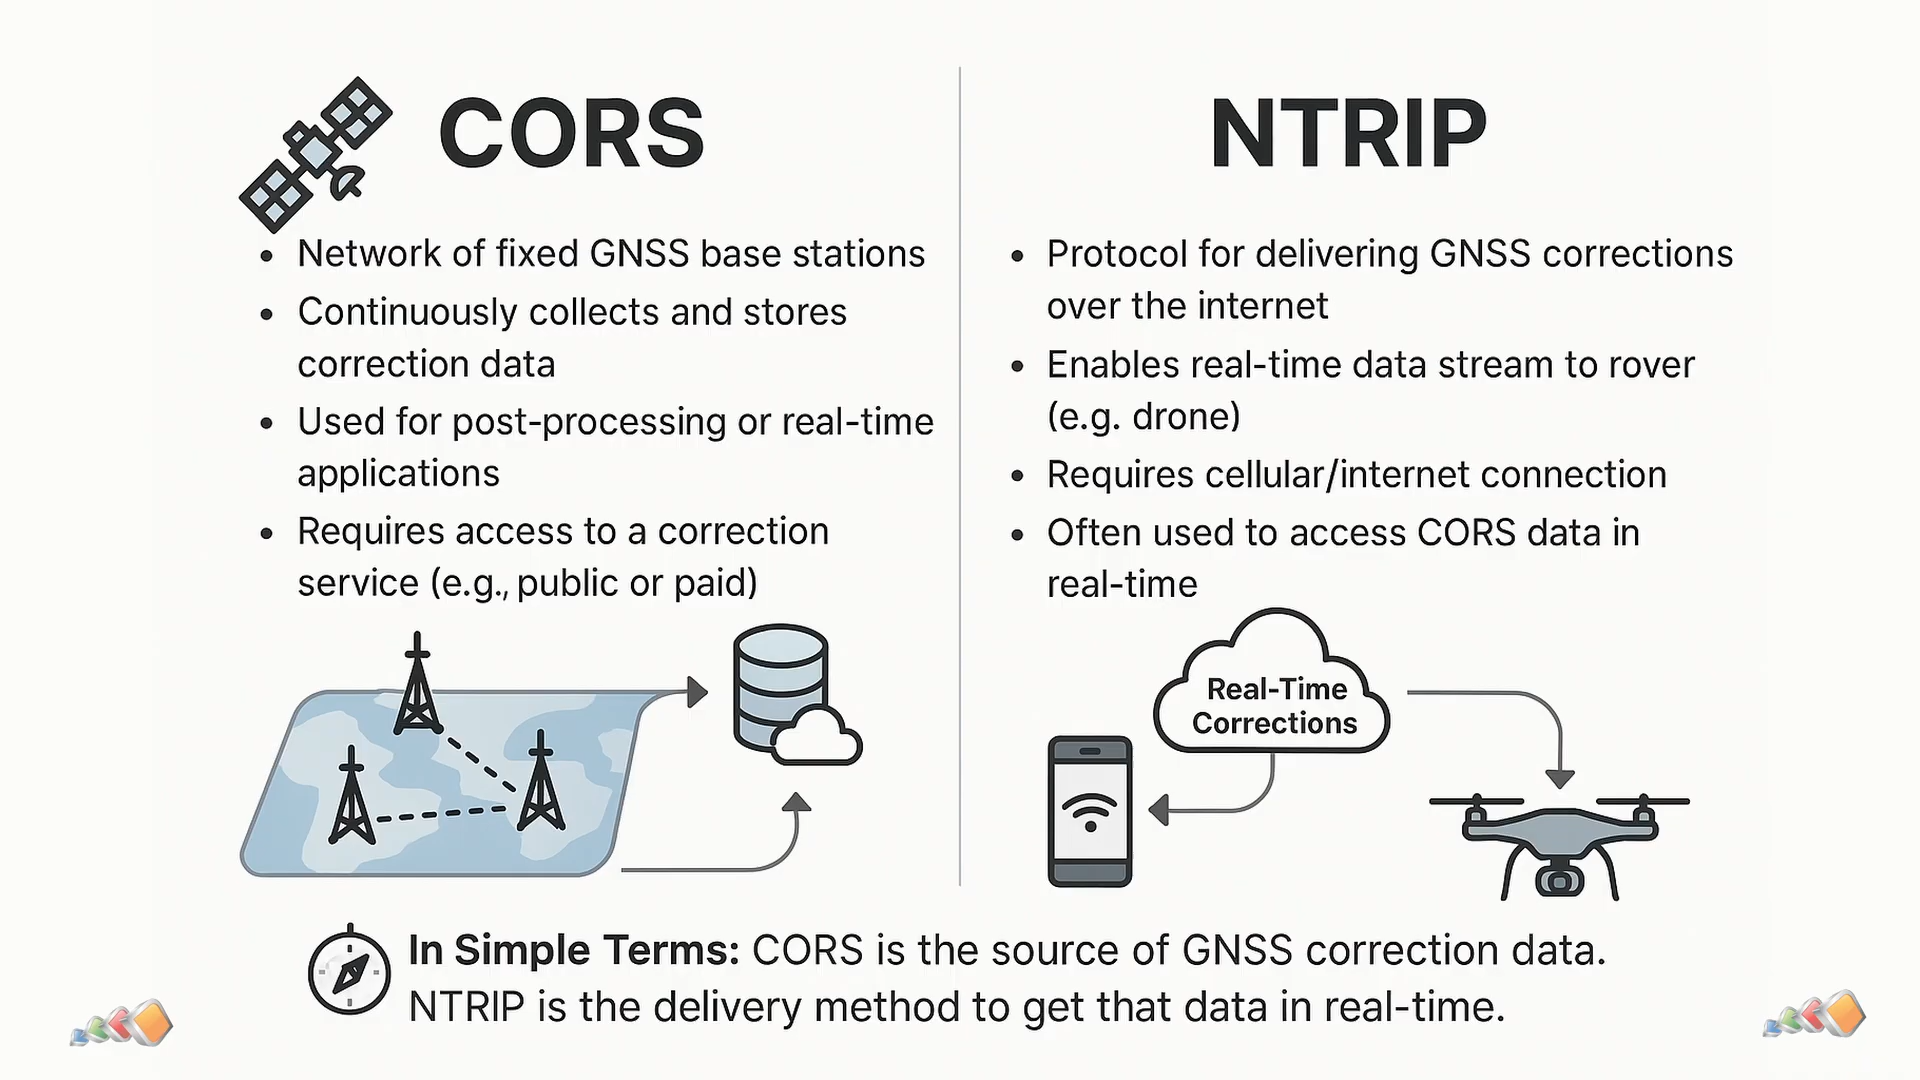 CORS
• Network of fixed GNSS base stations
• Continuously collects and stores
correction data
• Used for post-processing or real-time
applications
• Requires access to a correction
service (e.g., public or paid)
NTRIP
• Protocol for delivering GNSS corrections
over the internet
• Enables real-time data stream to rover
(e.g. drone)
• Requires cellular/internet connection
• Often used to access CORS data in
real-time
Real-Time
Corrections
In Simple Terms: CORS is the source of GNSS correction data.
NTRIP is the delivery method to get that data in real-time.